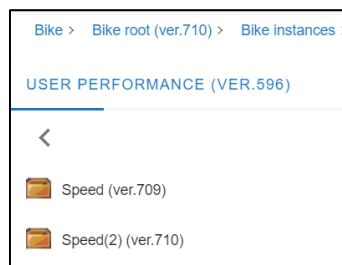 Bike > Bike root (ver.710) > Bike instances
USER PERFORMANCE (VER.596)
Speed (ver.709)
Speed(2) (ver.710)